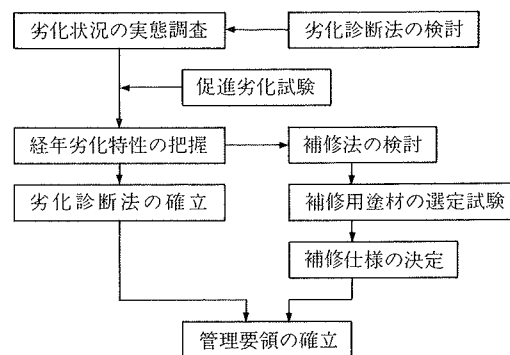 劣化状況の実態調査
劣化診断法の検討
促進劣化試験
経年劣化特性の把握
補修法の検討
劣化診断法の確立
補修用塗材の選定試験
補修仕様の決定
管理要領の確立